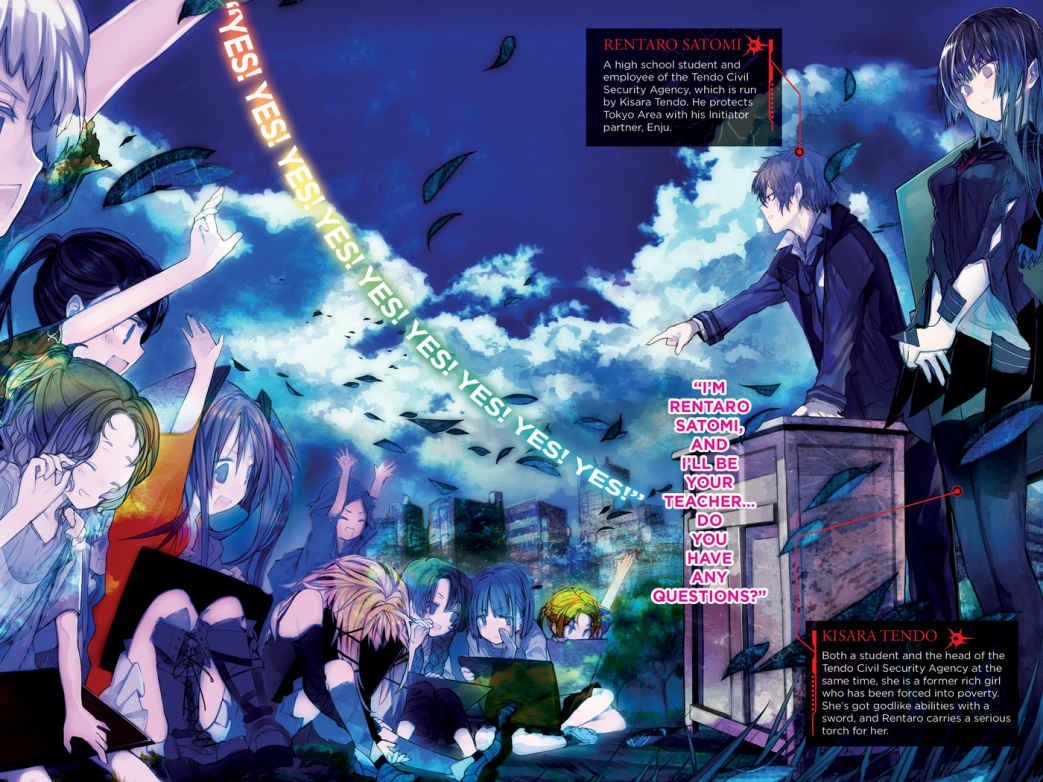 "YES! YES! YES! YES! YES! YES! YES! YES! YES! YES!"
RENTARO SATOMI
A high school student and
employee of the Tendo Civil
Security Agency, which is run
by Kisara Tendo. He protects
Tokyo Area with his Initiator
partner, Enju.
"I'M
RENTARO
SATOMI,
AND
I'LL BE
YOUR
TEACHER...
DO
YOU
HAVE
ANY
QUESTIONS?"
KISARA TENDO
Both a student and the head of the
Tendo Civil Security Agency at the
same time, she is a former rich girl
who has been forced into poverty.
She's got godlike abilities with a
sword, and Rentaro carries a serious
torch for her.